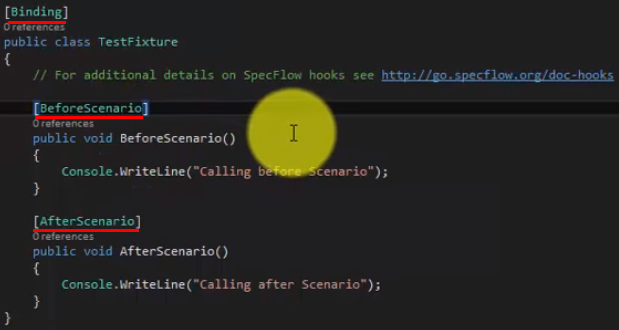 [Binding]
0 references
public class TestFixture
{
// For additional details on SpecFlow hooks see http://go.specflow.org/doc-hooks
[BeforeScenario]
0 references
public void BeforeScenario()
{
Console.WriteLine("Calling before Scenario");
}
[AfterScenario]
0 references
public void AfterScenario()
{
Console.WriteLine("Calling after Scenario");
}
}